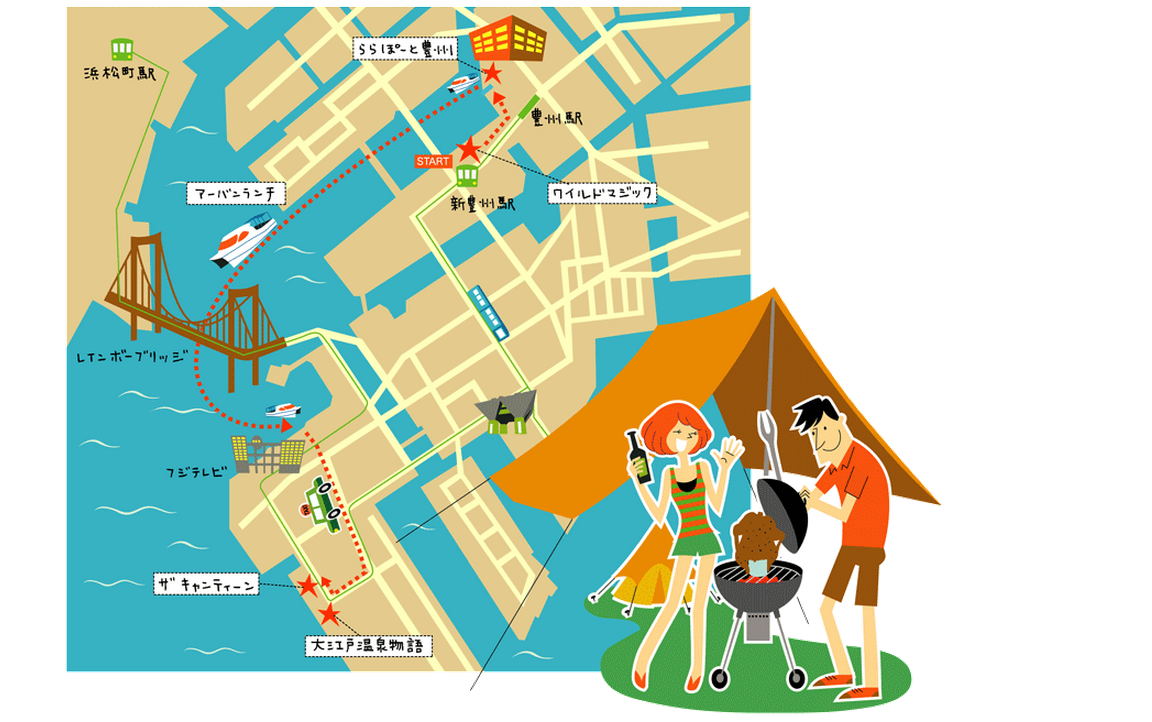 ららぽーと豊洲
浜松町駅
豊洲駅
START
アーバンランチ
ワイルドマジック
新豊洲駅
レインボーブリッジ
フジテレビ
ザ キャンティーン
大江戸温泉物語